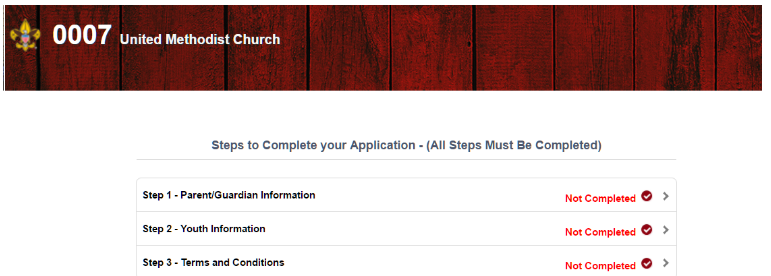 0007 United Methodist Church
Steps to Complete your Application - (All Steps Must Be Completed)
Step 1 - Parent/Guardian Information Not Completed
Step 2 - Youth Information Not Completed
Step 3 - Terms and Conditions Not Completed